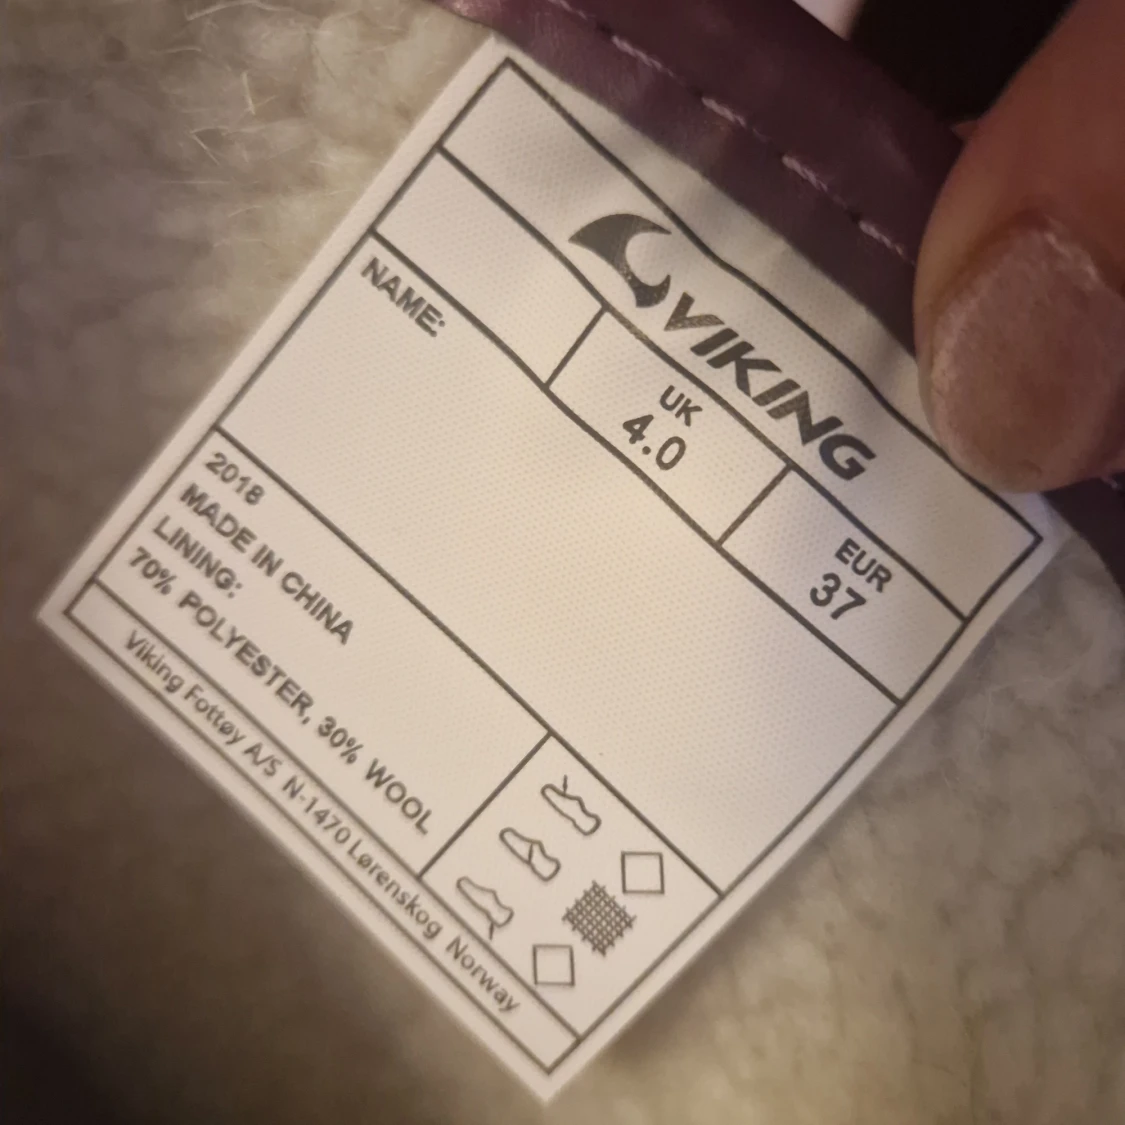 VIKING
UK
4.0
EUR
37
NAME:
2018
MADE IN CHINA
LINING:
70% POLYESTER, 30% WOOL
Viking Fottøy A/S N-1470 Lørenskog Norway